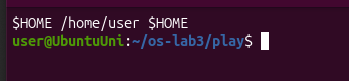 $HOME /home/user $HOME
user@UbuntuUni:~/os-lab3/play$